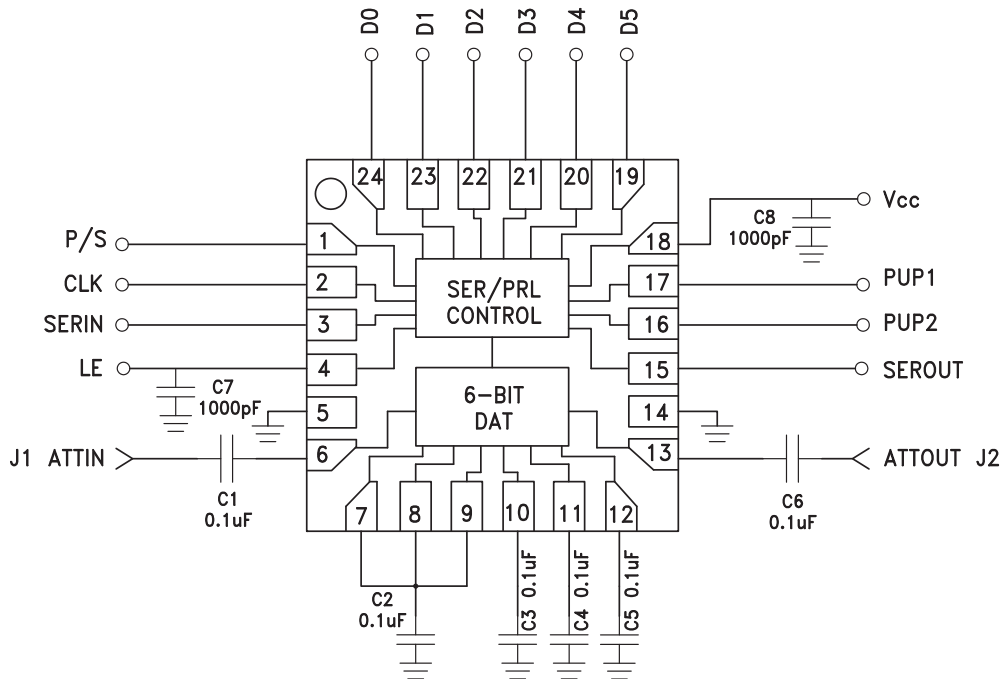 D0 D1 D2 D3 D4 D5
24 23 22 21 20 19
P/S 1
CLK 2
SERIN 3
LE 4
C7
1000pF
5
J1 ATTIN
C1
0.1uF
6
SER/PRL
CONTROL
6-BIT
DAT
18
C8
1000pF
Vcc
17 PUP1
16 PUP2
15 SEROUT
14
13
C6
0.1uF
ATTOUT J2
7 8 9 10 11 12
C2
0.1uF
C3 0.1uF
C4 0.1uF
C5 0.1uF